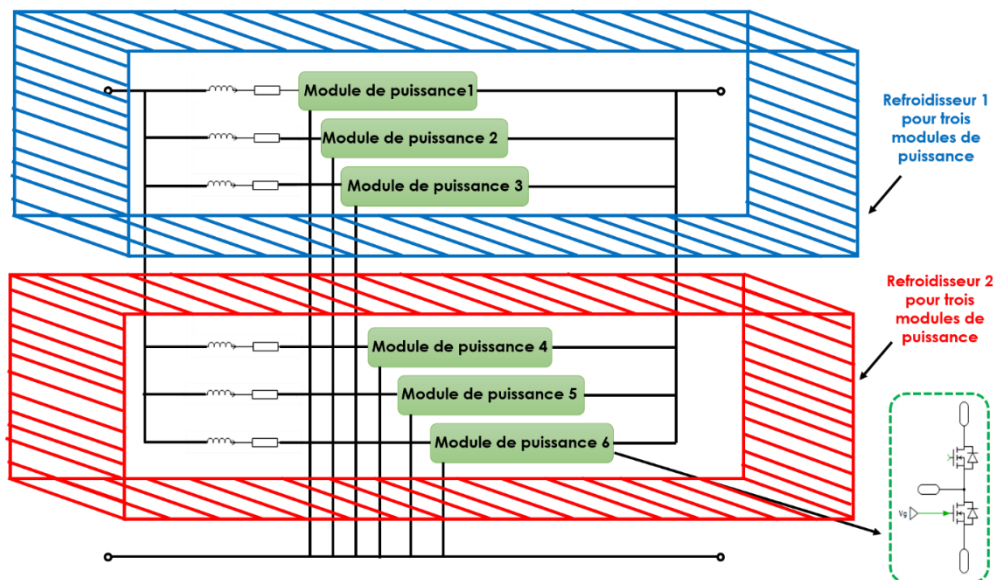 Module de puissance1
Module de puissance 2
Module de puissance 3
Refroidisseur 1
pour trois
modules de
puissance
Refroidisseur 2
pour trois
modules de
puissance
Module de puissance 4
Module de puissance 5
Module de puissance 6
Vg